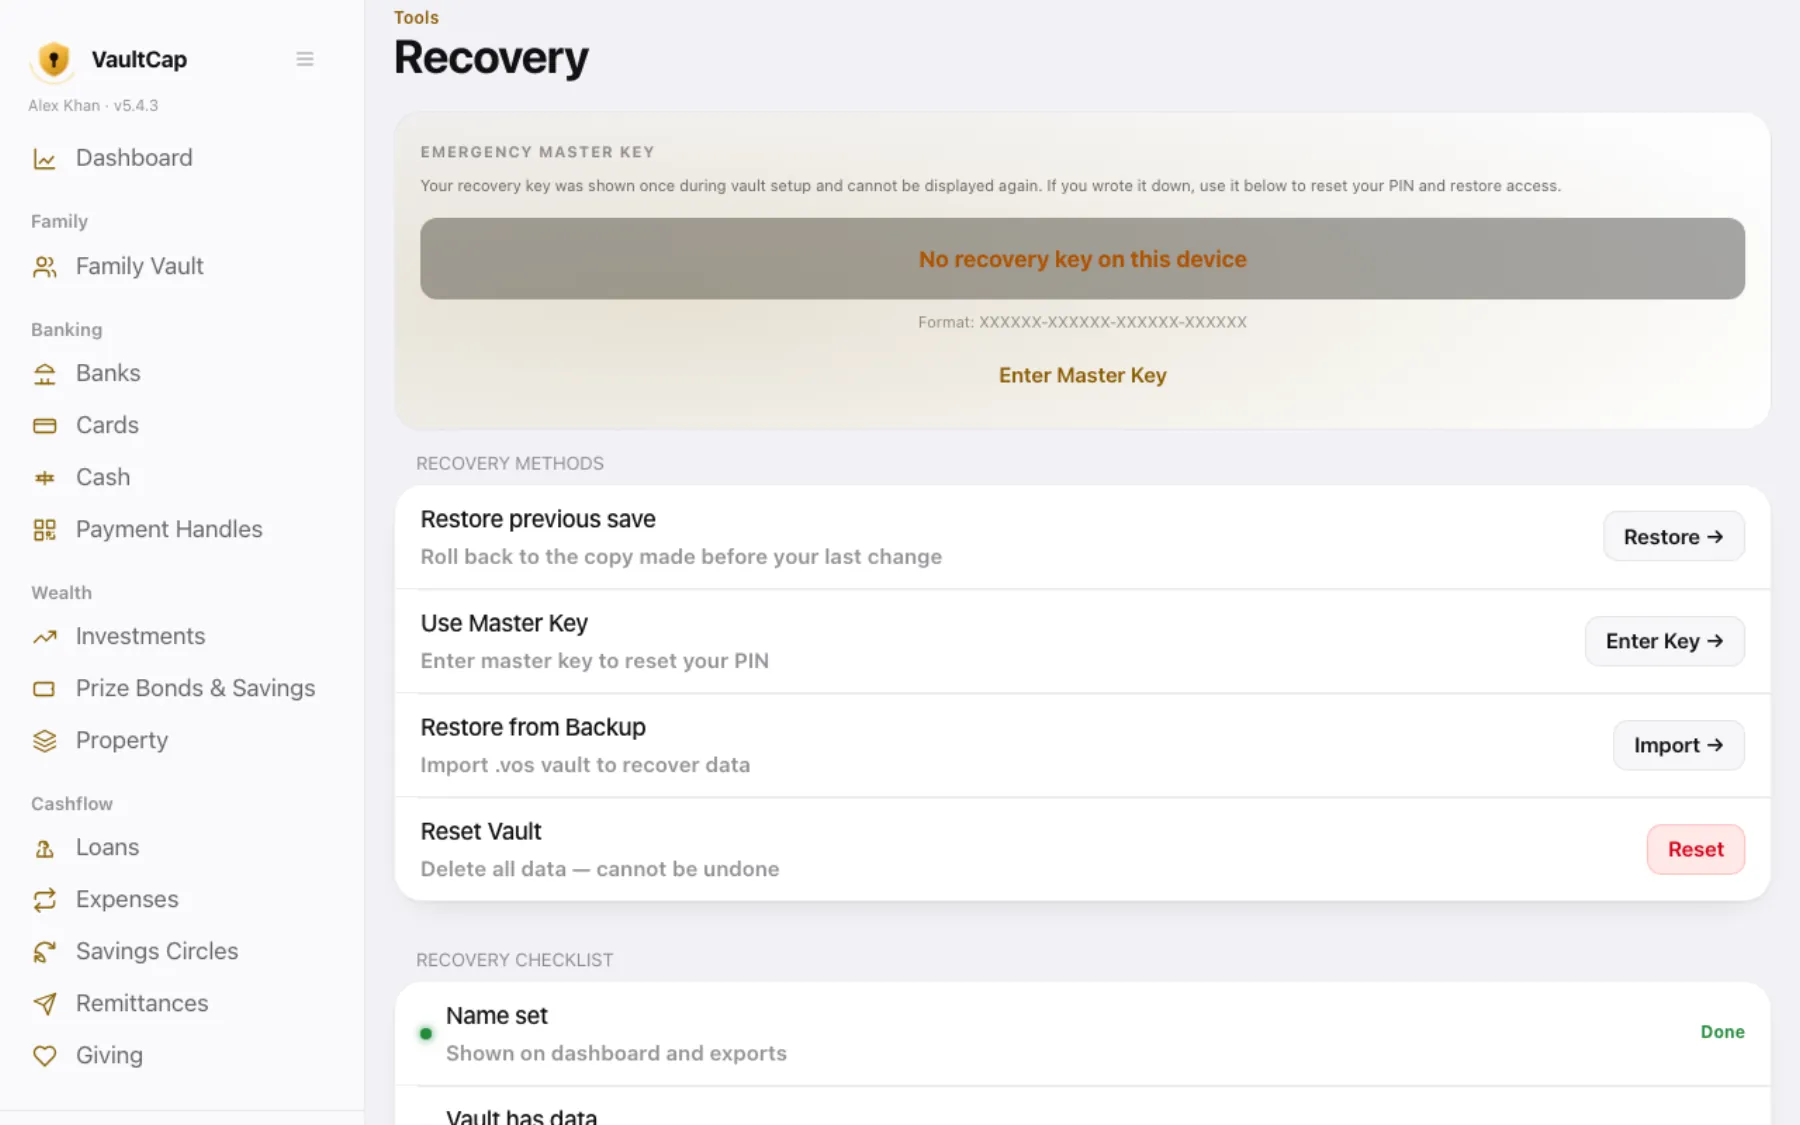 VaultCap
Alex Khan · v5.4.3
Dashboard
Family
Family Vault
Banking
Banks
Cards
Cash
Payment Handles
Wealth
Investments
Prize Bonds & Savings
Property
Cashflow
Loans
Expenses
Savings Circles
Remittances
Giving
Tools
Recovery
EMERGENCY MASTER KEY
Your recovery key was shown once during vault setup and cannot be displayed again. If you wrote it down, use it below to reset your PIN and restore access.
No recovery key on this device
Format: XXXXXX-XXXXXX-XXXXXX-XXXXXX
Enter Master Key
RECOVERY METHODS
Restore previous save
Roll back to the copy made before your last change
Restore →
Use Master Key
Enter master key to reset your PIN
Enter Key →
Restore from Backup
Import .vos vault to recover data
Import →
Reset Vault
Delete all data — cannot be undone
Reset
RECOVERY CHECKLIST
Name set
Shown on dashboard and exports
Done
Vault has data